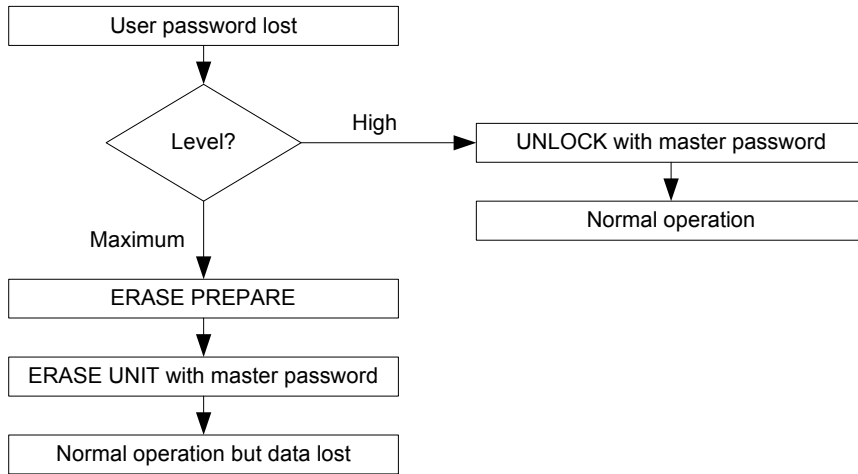 User password lost
Level?
High
UNLOCK with master password
Normal operation
Maximum
ERASE PREPARE
ERASE UNIT with master password
Normal operation but data lost